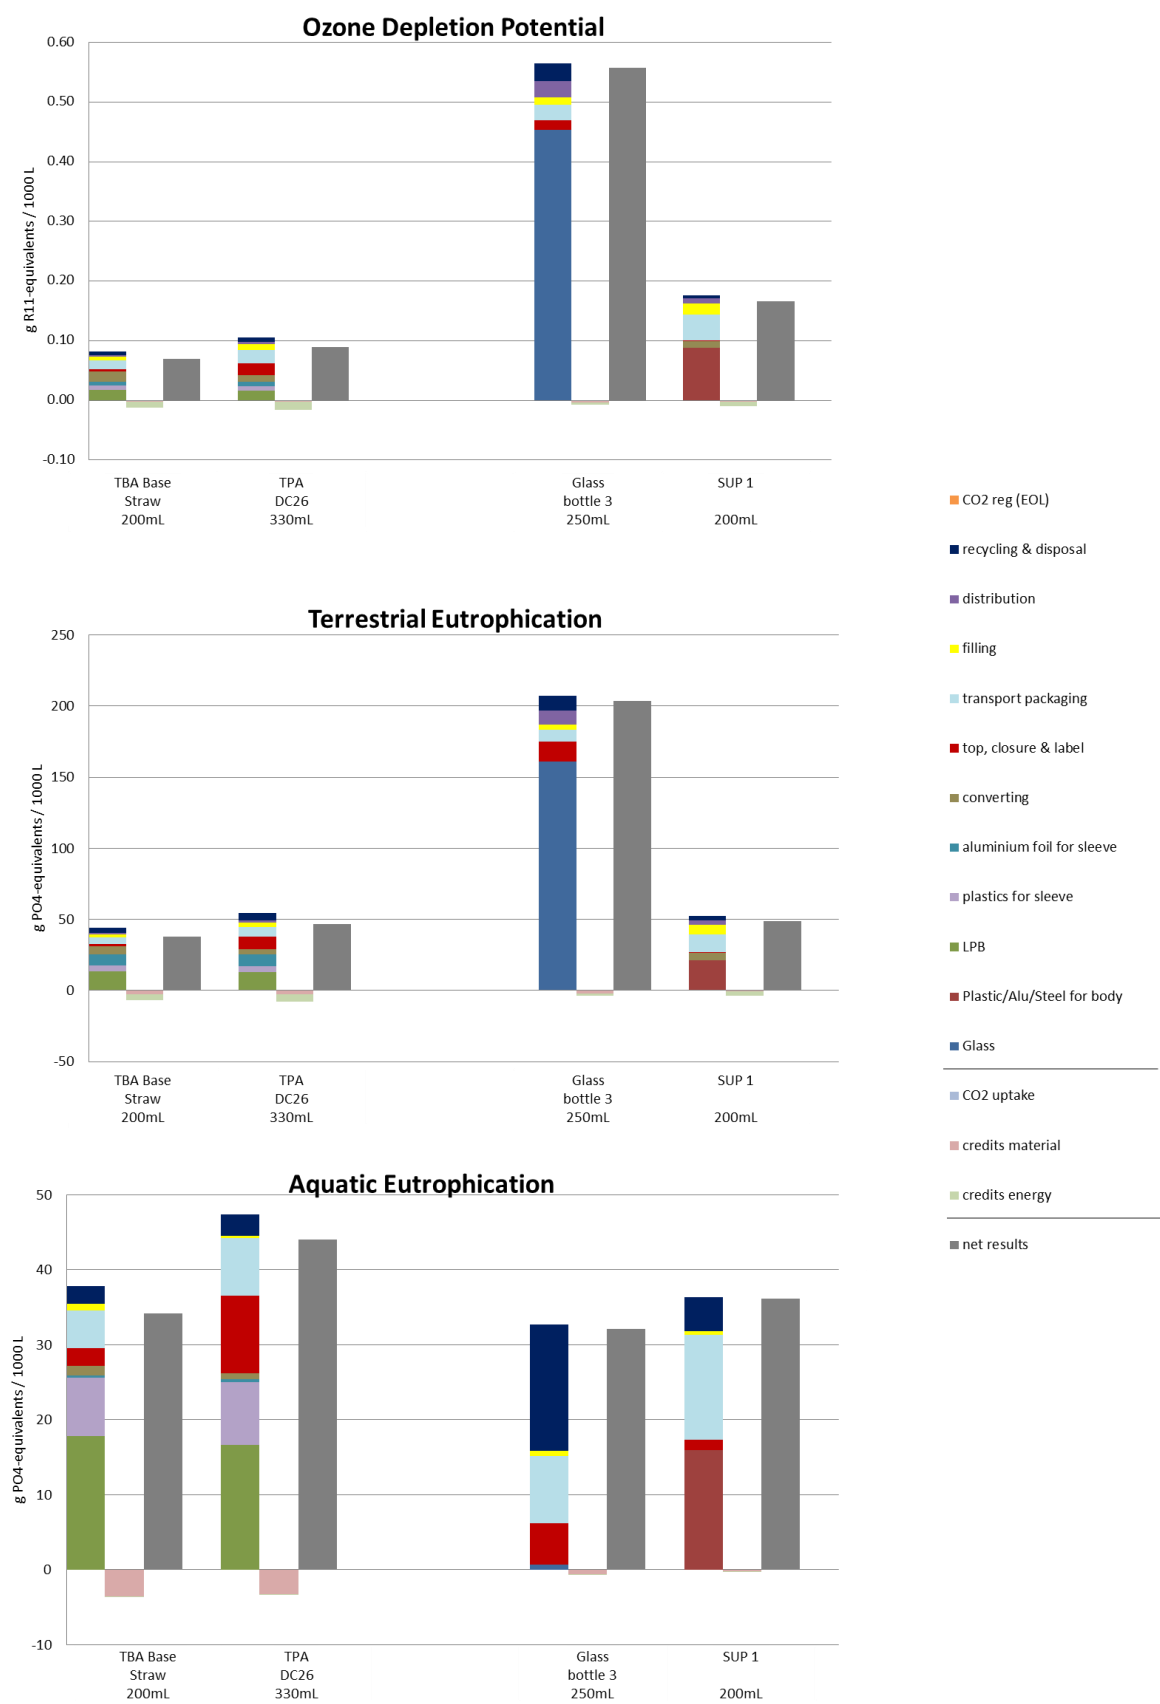 Ozone Depletion Potential
0.60
0.50
0.40
0.30
0.20
0.10
0.00
-0.10
g R11-equivalents / 1000 L
TBA Base
Straw
200mL
TPA
DC26
330mL
Glass
bottle 3
250mL
SUP 1
200mL
Terrestrial Eutrophication
250
200
150
100
50
0
-50
g PO4-equivalents / 1000 L
TBA Base
Straw
200mL
TPA
DC26
330mL
Glass
bottle 3
250mL
SUP 1
200mL
Aquatic Eutrophication
50
40
30
20
10
0
-10
g PO4-equivalents / 1000 L
TBA Base
Straw
200mL
TPA
DC26
330mL
Glass
bottle 3
250mL
SUP 1
200mL
CO2 reg (EOL)
recycling & disposal
distribution
filling
transport packaging
top, closure & label
converting
aluminium foil for sleeve
plastics for sleeve
LPB
Plastic/Alu/Steel for body
Glass
CO2 uptake
credits material
credits energy
net results